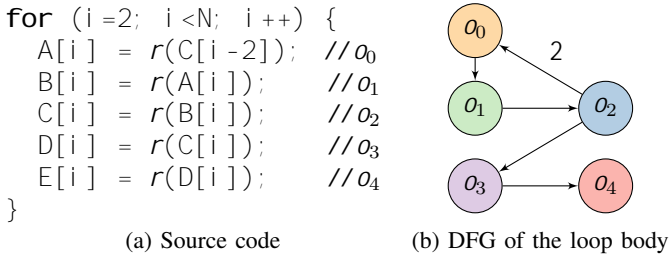 for (i=2; i<N; i++) {
A[i] = r(C[i-2]); //o₀
B[i] = r(A[i]); //o₁
C[i] = r(B[i]); //o₂
D[i] = r(C[i]); //o₃
E[i] = r(D[i]); //o₄
}
(a) Source code
o₀
2
o₁
o₂
o₃
o₄
(b) DFG of the loop body